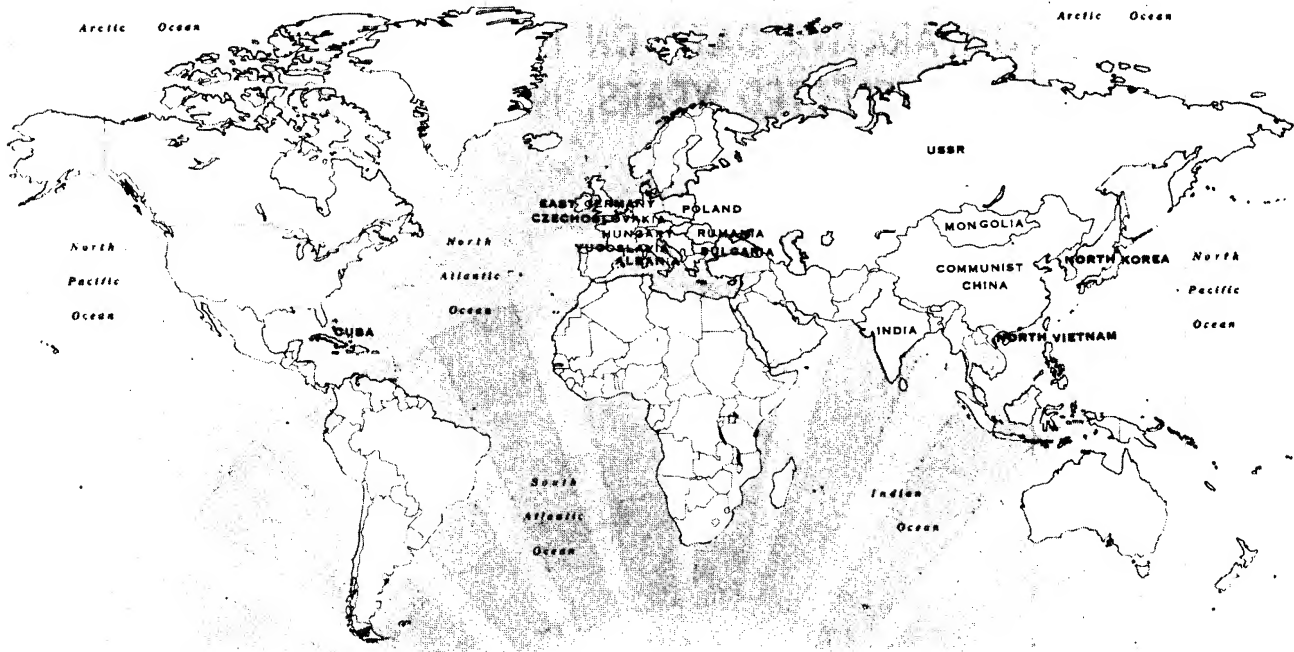 Arctic Ocean
Arctic Ocean
USSR
EAST GERMANY
POLAND
CZECHOSLOVAKIA
MONGOLIA
HUNGARY
RUMANIA
YUGOSLAVIA
BULGARIA
ALBANIA
North
Pacific
Ocean
North
Atlantic
Ocean
COMMUNIST
CHINA
NORTH KOREA
North
Pacific
Ocean
CUBA
INDIA
NORTH VIETNAM
South
Atlantic
Ocean
Indian
Ocean